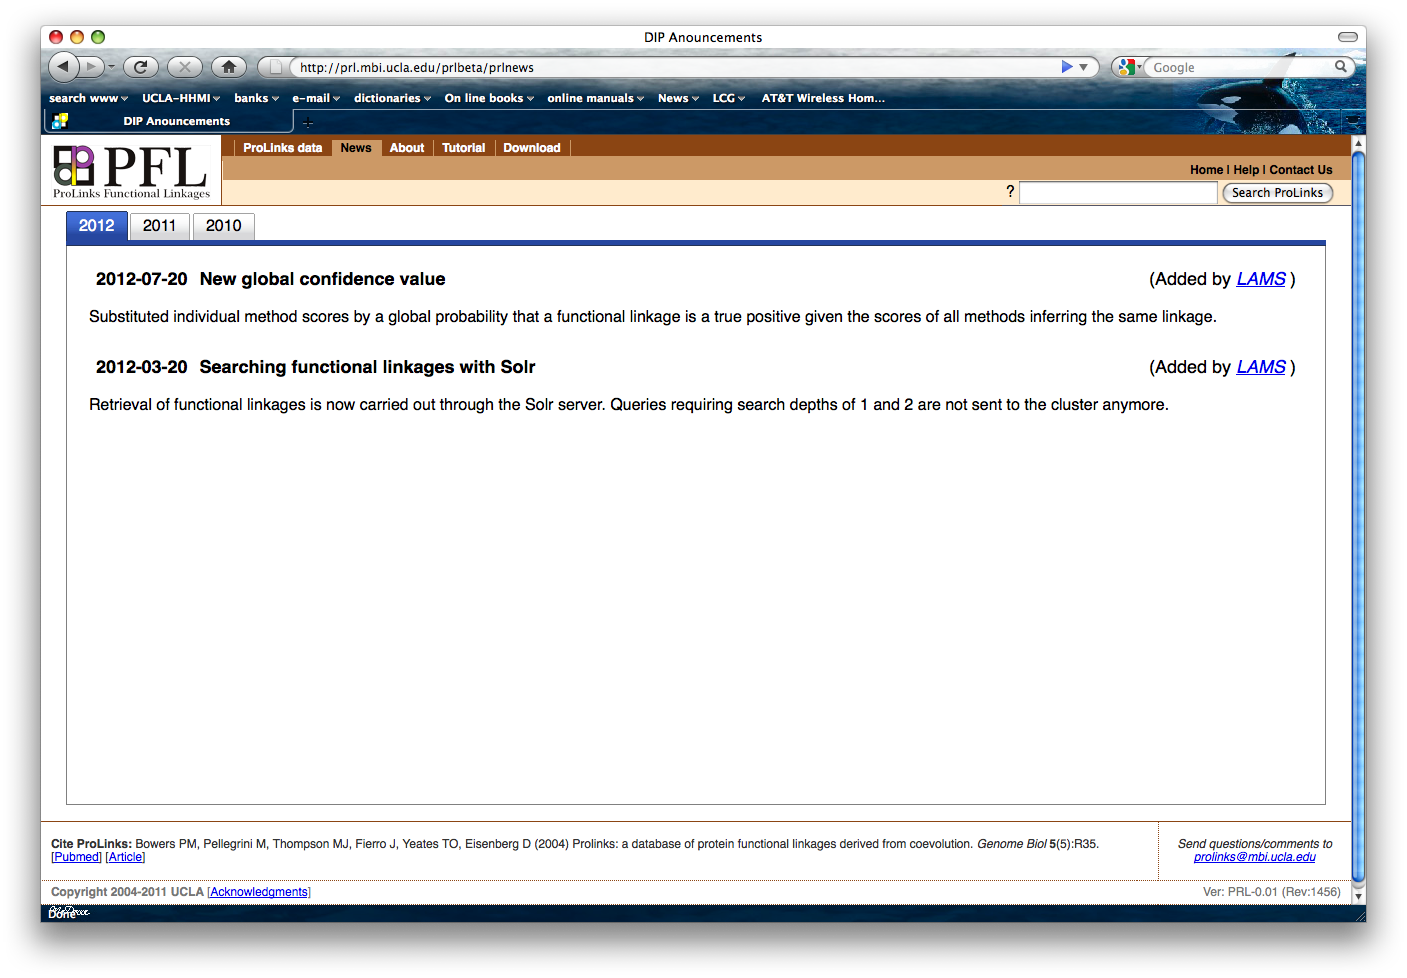 DIP Anouncements
http://prl.mbi.ucla.edu/prlbeta/prlnews
Google
search www UCLA-HHMI banks e-mail dictionaries On line books online manuals News LCG AT&T Wireless Hom...
DIP Anouncements
PFL
ProLinks Functional Linkages
ProLinks data News About Tutorial Download
Home | Help | Contact Us
? Search ProLinks
2012 2011 2010
2012-07-20 New global confidence value (Added by LAMS )
Substituted individual method scores by a global probability that a functional linkage is a true positive given the scores of all methods inferring the same linkage.
2012-03-20 Searching functional linkages with Solr (Added by LAMS )
Retrieval of functional linkages is now carried out through the Solr server. Queries requiring search depths of 1 and 2 are not sent to the cluster anymore.
Cite ProLinks: Bowers PM, Pellegrini M, Thompson MJ, Fierro J, Yeates TO, Eisenberg D (2004) Prolinks: a database of protein functional linkages derived from coevolution. Genome Biol 5(5):R35.
[Pubmed] [Article]
Send questions/comments to
prolinks@mbi.ucla.edu
Copyright 2004-2011 UCLA [Acknowledgments]
Ver: PRL-0.01 (Rev:1456)
Done